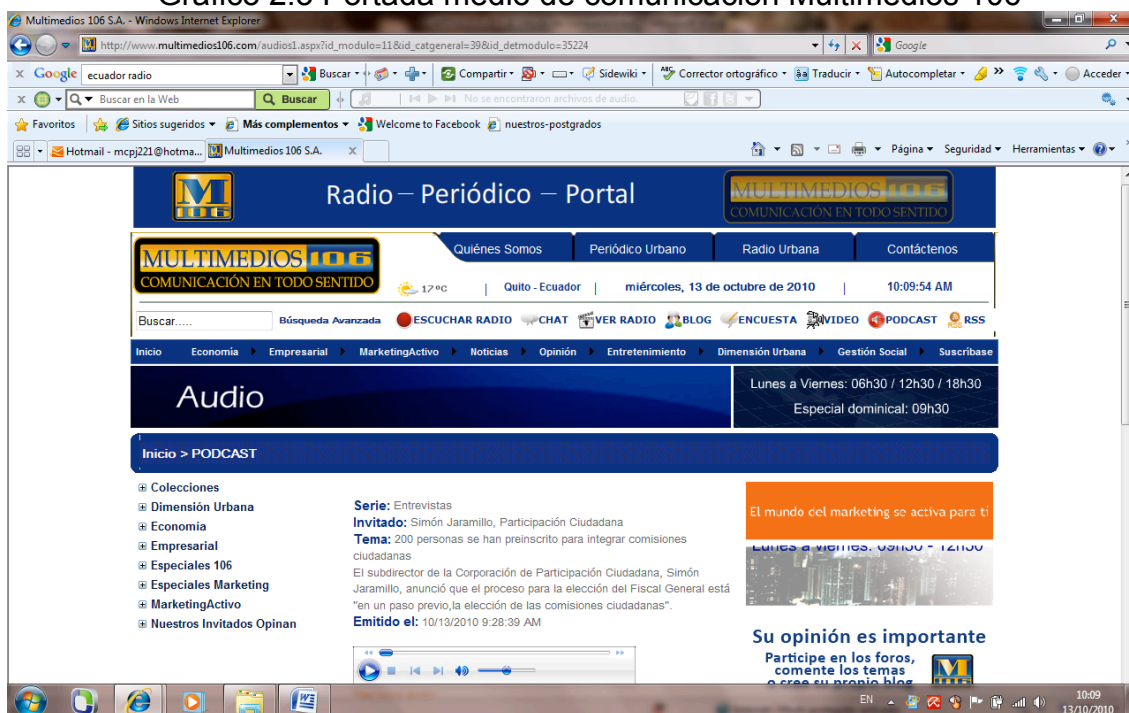 Gráfico 2.8 Portada medio de comunicación Multimedios 106
Multimedios 106 S.A. - Windows Internet Explorer
http://www.multimedios106.com/audios1.aspx?id_modulo=11&id_catgeneral=39&id_detmodulo=35224
Google
Google ecuador radio Buscar Compartir Sidewiki Corrector ortográfico Traducir Autocompletar Acceder
Buscar en la Web Buscar No se encontraron archivos de audio.
Favoritos Sitios sugeridos Más complementos Welcome to Facebook nuestros-postgrados
Hotmail - mcpj221@hotma... Multimedios 106 S.A. x Página Seguridad Herramientas
M 106 Radio – Periódico – Portal MULTIMEDIOS 106
COMUNICACIÓN EN TODO SENTIDO
MULTIMEDIOS 106
COMUNICACIÓN EN TODO SENTIDO
Quiénes Somos Periódico Urbano Radio Urbana Contáctenos
17 ºC | Quito - Ecuador | miércoles, 13 de octubre de 2010 | 10:09:54 AM
Buscar..... Búsqueda Avanzada ESCUCHAR RADIO CHAT VER RADIO BLOG ENCUESTA VIDEO PODCAST RSS
Inicio Economía Empresarial MarketingActivo Noticias Opinión Entretenimiento Dimensión Urbana Gestión Social Suscribase
Audio
Lunes a Viernes: 06h30 / 12h30 / 18h30
Especial dominical: 09h30
Inicio > PODCAST
Colecciones
Dimensión Urbana
Economía
Empresarial
Especiales 106
Especiales Marketing
MarketingActivo
Nuestros Invitados Opinan
Serie: Entrevistas
Invitado: Simón Jaramillo, Participación Ciudadana
Tema: 200 personas se han preinscrito para integrar comisiones
ciudadanas
El subdirector de la Corporación de Participación Ciudadana, Simón
Jaramillo, anunció que el proceso para la elección del Fiscal General está
"en un paso previo,la elección de las comisiones ciudadanas".
Emitido el: 10/13/2010 9:28:39 AM
El mundo del marketing se activa para tí
Lunes a Viernes: 09h30 - 12h30
Su opinión es importante
Participe en los foros,
comente los temas
o cree su propio blog
M
EN 10:09
13/10/2010